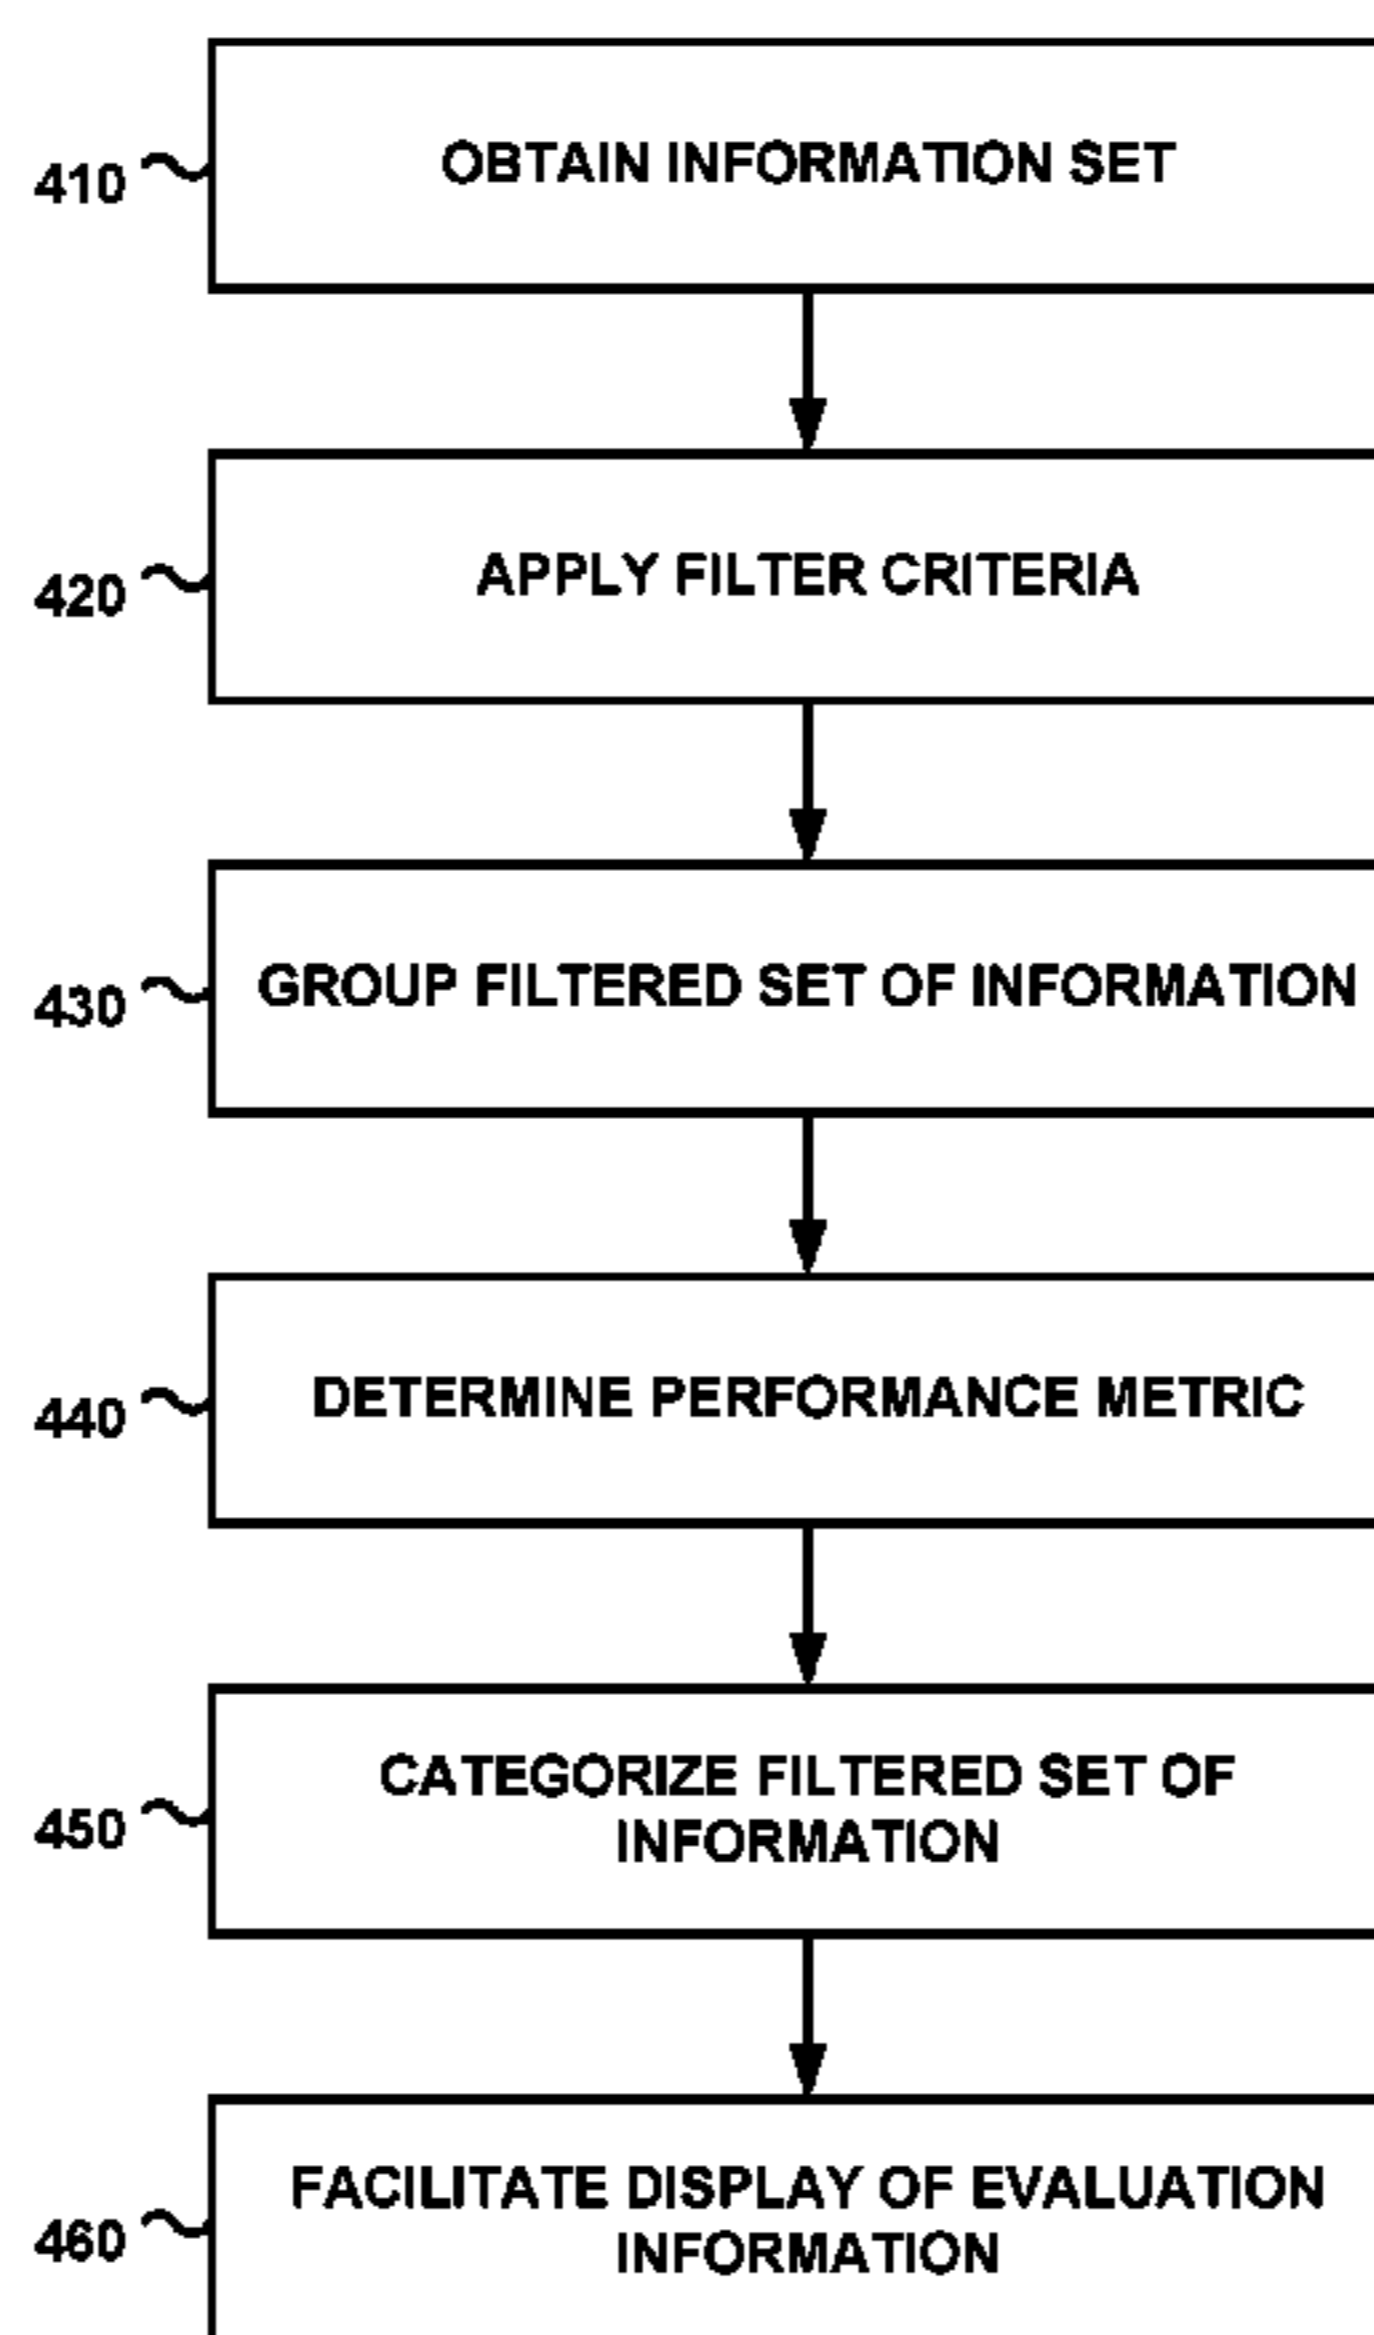 410
OBTAIN INFORMATION SET
420
APPLY FILTER CRITERIA
430
GROUP FILTERED SET OF INFORMATION
440
DETERMINE PERFORMANCE METRIC
450
CATEGORIZE FILTERED SET OF
INFORMATION
460
FACILITATE DISPLAY OF EVALUATION
INFORMATION